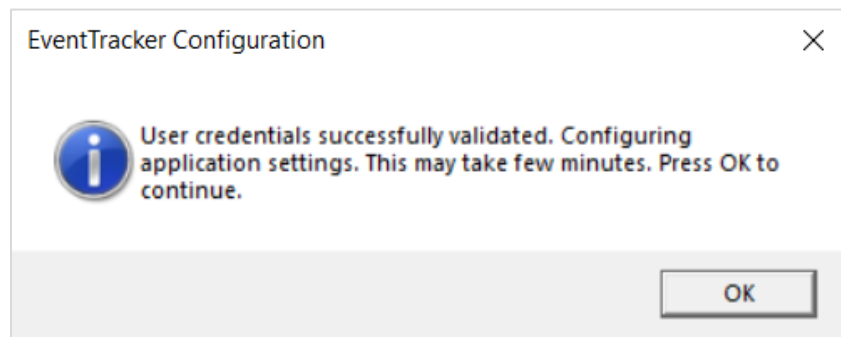 EventTracker Configuration
User credentials successfully validated. Configuring
application settings. This may take few minutes. Press OK to
continue.
OK